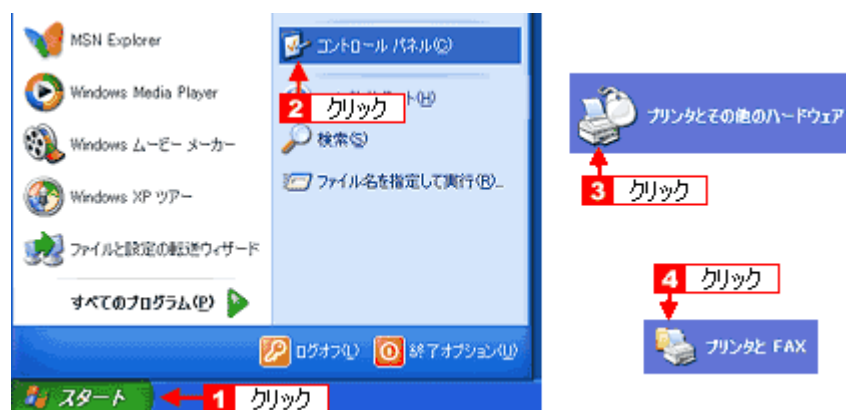 MSN Explorer
Windows Media Player
Windows ムービー メーカー
Windows XP ツアー
ファイルと設定の転送ウィザード
すべてのプログラム(P)
コントロール パネル(C)
2 クリック
ト(H)
検索(S)
ファイル名を指定して実行(R)...
ログオフ(L)
終了オプション(U)
スタート
1 クリック
プリンタとその他のハードウェア
3 クリック
4 クリック
プリンタと FAX